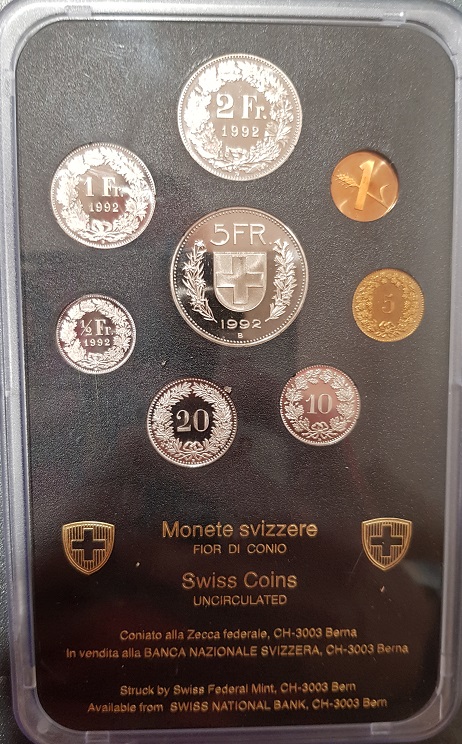 2 Fr.
1992
1 Fr.
1992
1
5 FR.
1992
B
5
½ Fr.
1992
20
10
Monete svizzere
FIOR DI CONIO
Swiss Coins
UNCIRCULATED
Coniato alla Zecca federale, CH-3003 Berna
In vendita alla BANCA NAZIONALE SVIZZERA, CH-3003 Berna
Struck by Swiss Federal Mint, CH-3003 Bern
Available from SWISS NATIONAL BANK, CH-3003 Bern